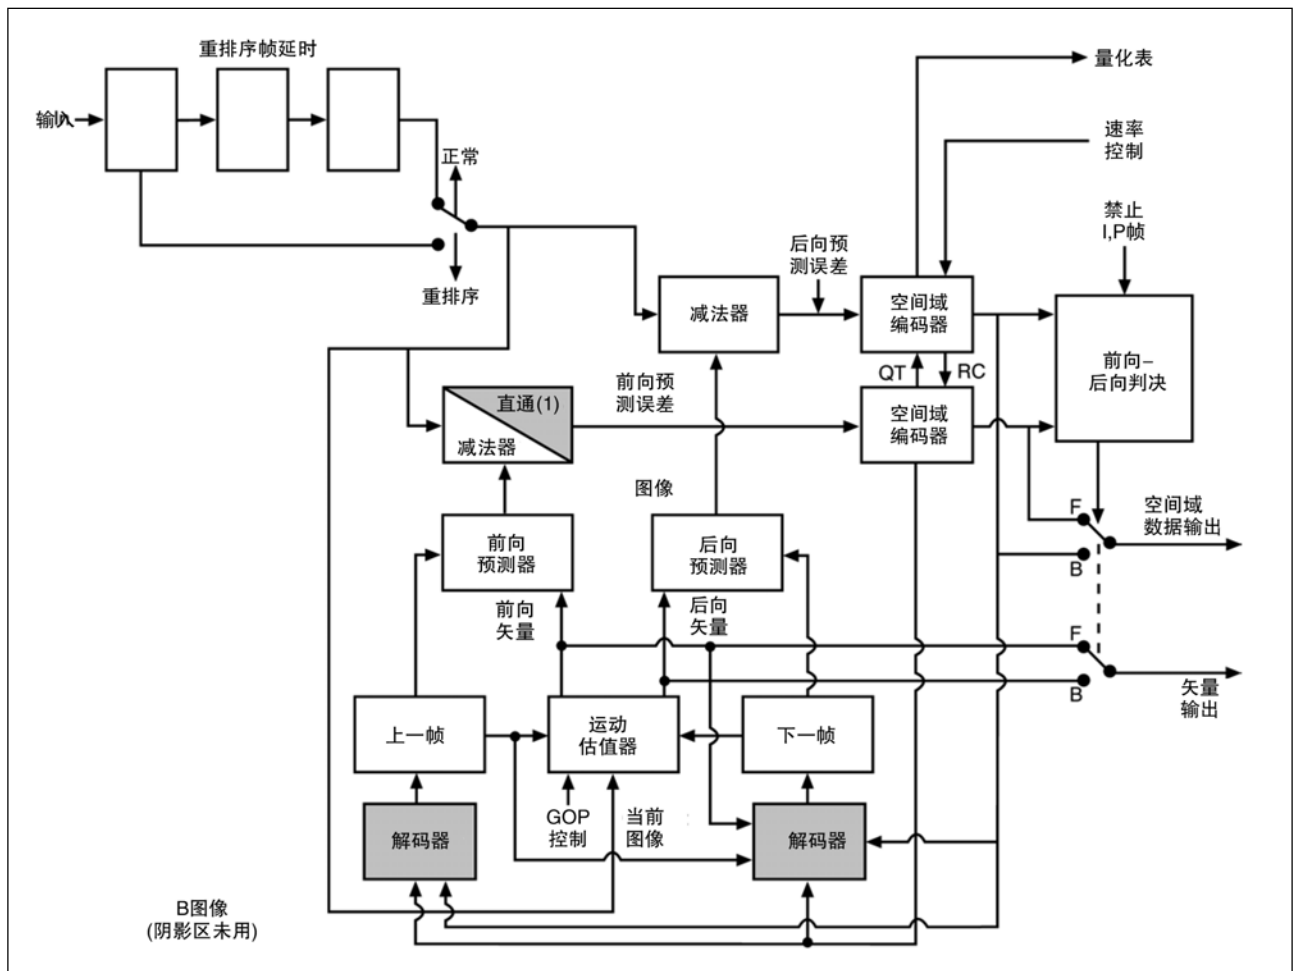 重排序帧延时
量化表
输入
速率
控制
正常
禁止
I,P帧
后向预
测误差
重排序
减法器
空间域
编码器
前向–
后向判决
QT
RC
前向预
测误差
直通(1)
减法器
空间域
编码器
图像
F
空间域
数据输出
前向
预测器
后向
预测器
B
前向
矢量
后向
矢量
F
B
矢量
输出
上一帧
运动
估值器
下一帧
GOP
控制
当前
图像
解码器
解码器
B图像
(阴影区未用)